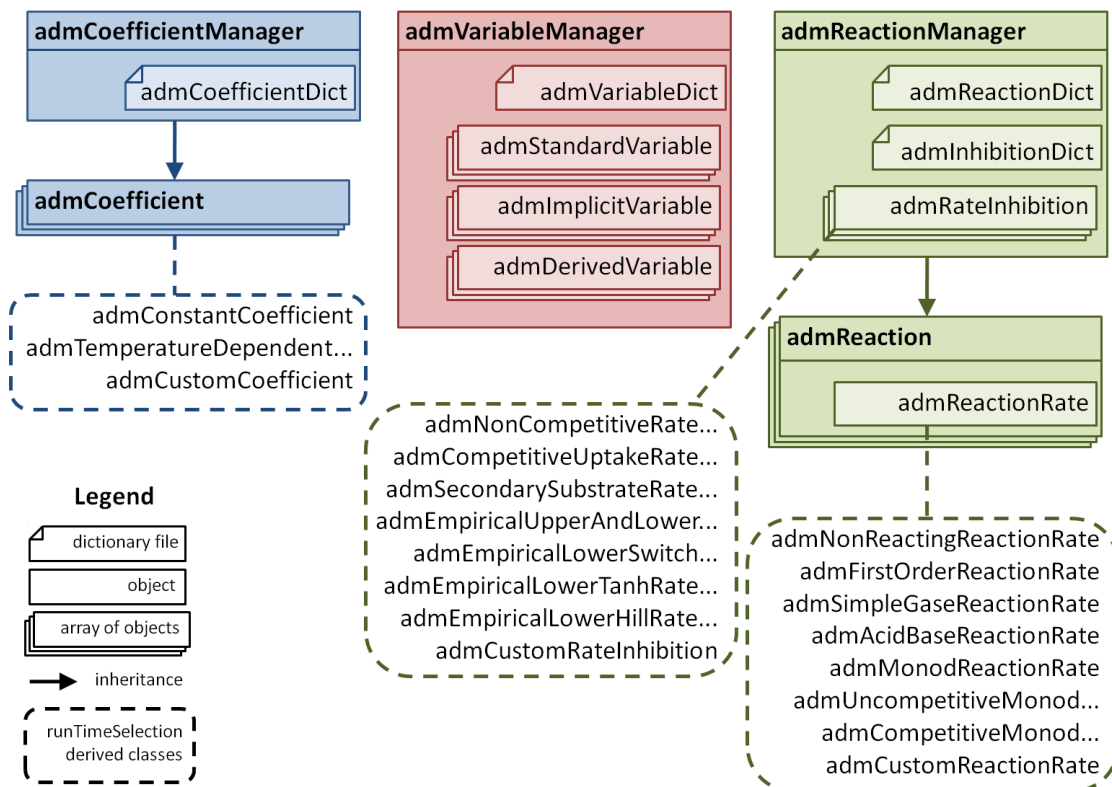 admCoefficientManager
admCoefficientDict
admCoefficient
admConstantCoefficient
admTemperatureDependent...
admCustomCoefficient
admVariableManager
admVariableDict
admStandardVariable
admImplicitVariable
admDerivedVariable
admReactionManager
admReactionDict
admInhibitionDict
admRateInhibition
admReaction
admReactionRate
admNonCompetitiveRate...
admCompetitiveUptakeRate...
admSecondarySubstrateRate...
admEmpiricalUpperAndLower...
admEmpiricalLowerSwitch...
admEmpiricalLowerTanhRate...
admEmpiricalLowerHillRate...
admCustomRateInhibition
admNonReactingReactionRate
admFirstOrderReactionRate
admSimpleGaseReactionRate
admAcidBaseReactionRate
admMonodReactionRate
admUncompetitiveMonod...
admCompetitiveMonod...
admCustomReactionRate
Legend
dictionary file
object
array of objects
inheritance
runTimeSelection
derived classes